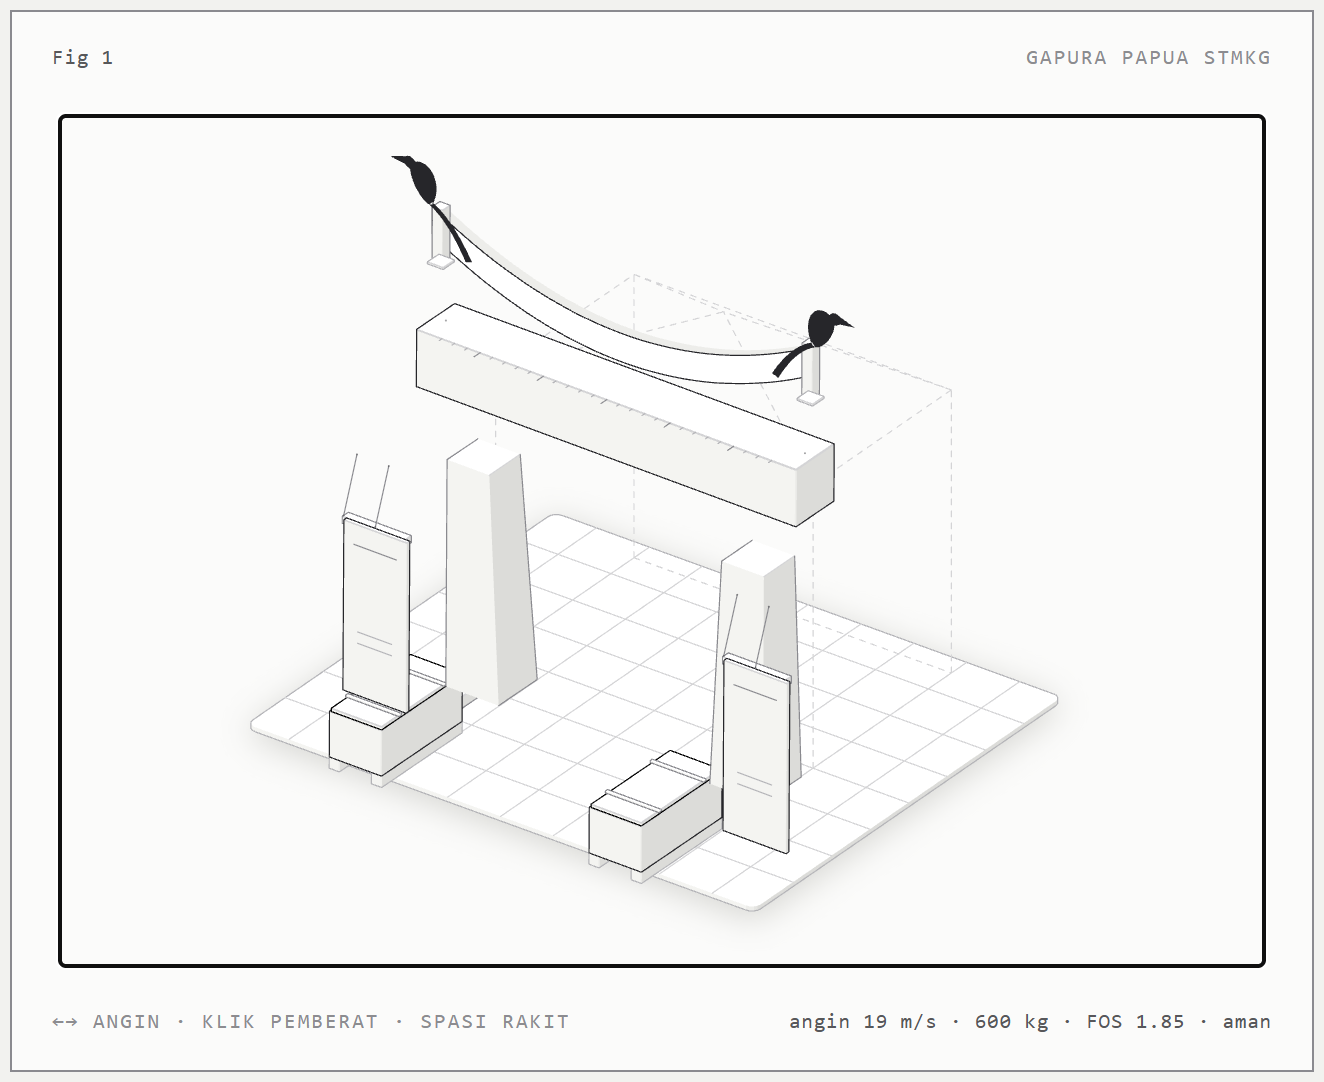 Fig 1
GAPURA PAPUA STMKG
←→ ANGIN · KLIK PEMBERAT · SPASI RAKIT
angin 19 m/s · 600 kg · FOS 1.85 · aman